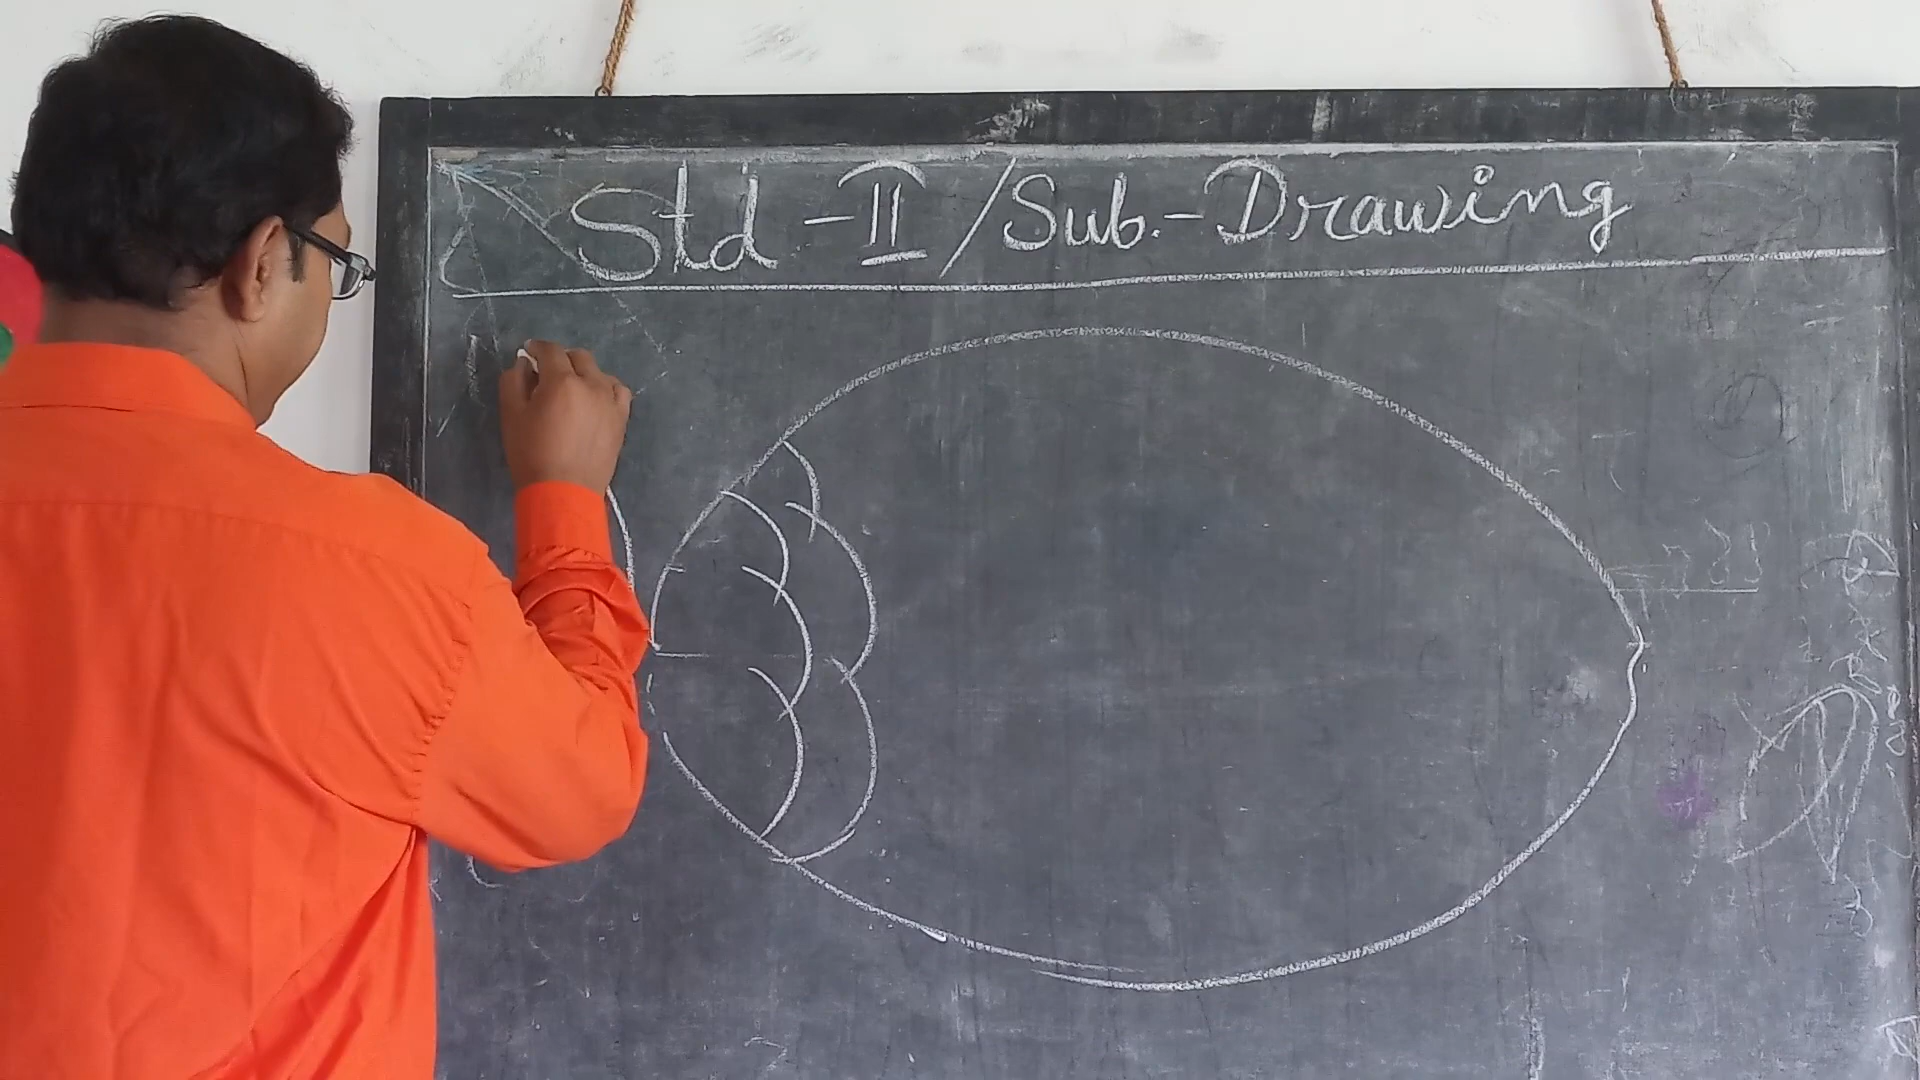 Std - II / Sub. - Drawing